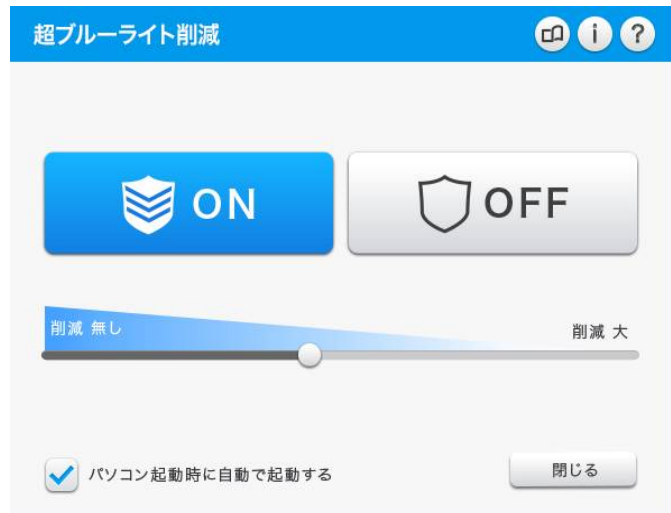 超ブルーライト削減
i ?
ON OFF
削減 無し
削減 大
パソコン起動時に自動で起動する
閉じる